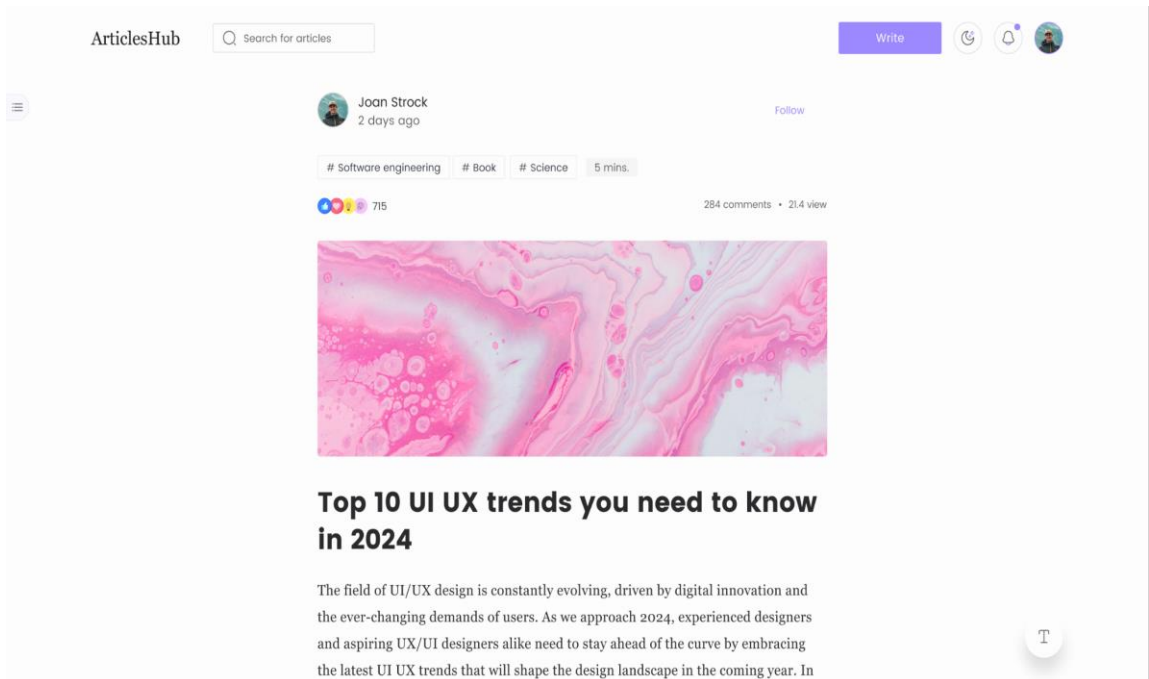 ArticlesHub
Search for articles
Write
Joan Strock
2 days ago
Follow
# Software engineering # Book # Science 5 mins.
715
284 comments • 21.4 view
Top 10 UI UX trends you need to know
in 2024
The field of UI/UX design is constantly evolving, driven by digital innovation and
the ever-changing demands of users. As we approach 2024, experienced designers
and aspiring UX/UI designers alike need to stay ahead of the curve by embracing
the latest UI UX trends that will shape the design landscape in the coming year. In
T